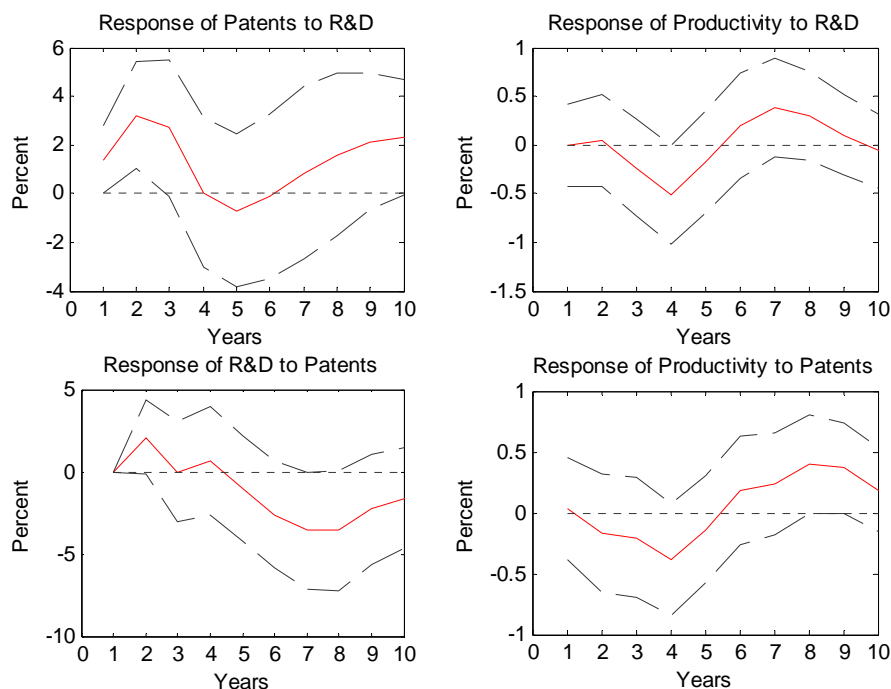 Response of Patents to R&D
6
4
2
0
-2
-4
Percent
0 1 2 3 4 5 6 7 8 9 10
Years
Response of Productivity to R&D
1
0.5
0
-0.5
-1
-1.5
Percent
0 1 2 3 4 5 6 7 8 9 10
Years
Response of R&D to Patents
5
0
-5
-10
Percent
0 1 2 3 4 5 6 7 8 9 10
Years
Response of Productivity to Patents
1
0.5
0
-0.5
-1
Percent
0 1 2 3 4 5 6 7 8 9 10
Years